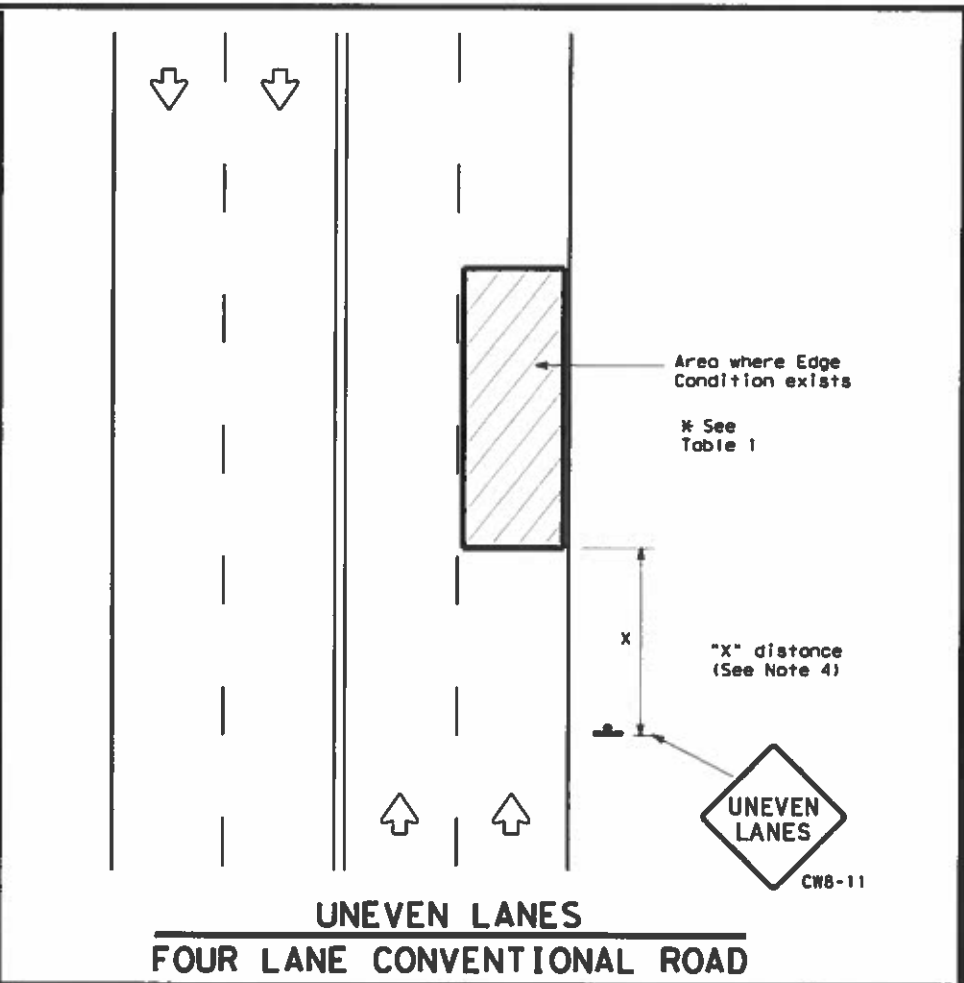 Area where Edge
Condition exists
* See
Table 1
X
"X" distance
(See Note 4)
UNEVEN
LANES
CW8-11
UNEVEN LANES
FOUR LANE CONVENTIONAL ROAD